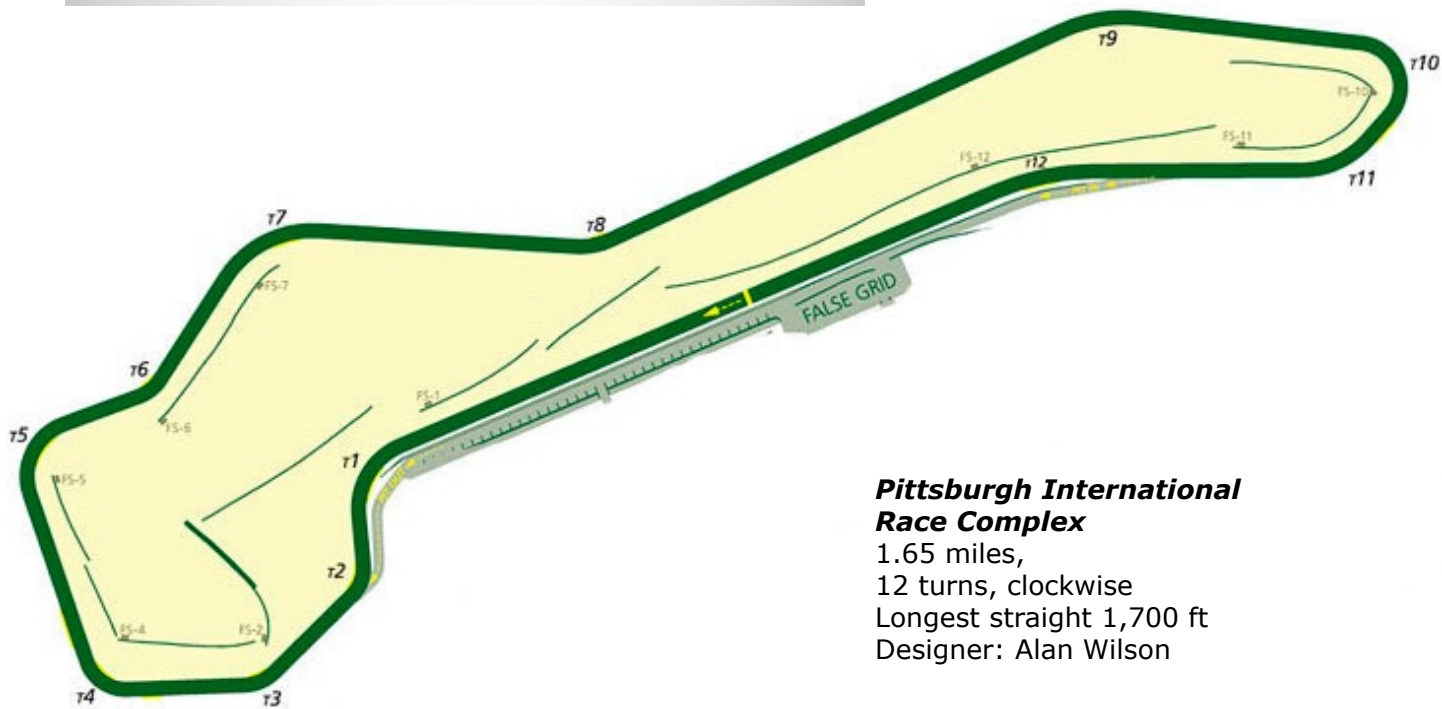 T9
T10
FS-10
FS-11
T12
FS-12
T11
T7
T8
FS-7
FALSE GRID
T6
FS-1
FS-6
T5
T1
FS-5
T2
FS-4
FS-2
T4
T3
Pittsburgh International
Race Complex
1.65 miles,
12 turns, clockwise
Longest straight 1,700 ft
Designer: Alan Wilson